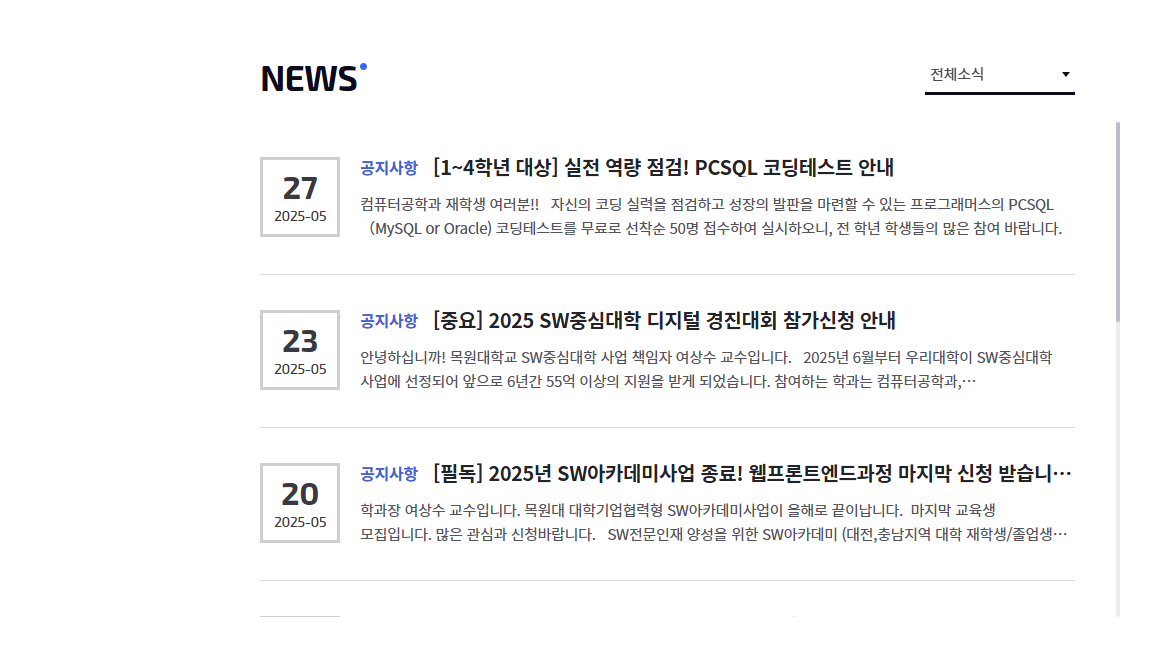 NEWS
전체소식
27
2025-05
공지사항 [1~4학년 대상] 실전 역량 점검! PCSQL 코딩테스트 안내
컴퓨터공학과 재학생 여러분!! 자신의 코딩 실력을 점검하고 성장의 발판을 마련할 수 있는 프로그래머스의 PCSQL
(MySQL or Oracle) 코딩테스트를 무료로 선착순 50명 접수하여 실시하오니, 전 학년 학생들의 많은 참여 바랍니다.
23
2025-05
공지사항 [중요] 2025 SW중심대학 디지털 경진대회 참가신청 안내
안녕하십니까! 목원대학교 SW중심대학 사업 책임자 여상수 교수입니다. 2025년 6월부터 우리대학이 SW중심대학
사업에 선정되어 앞으로 6년간 55억 이상의 지원을 받게 되었습니다. 참여하는 학과는 컴퓨터공학과,…
20
2025-05
공지사항 [필독] 2025년 SW아카데미사업 종료! 웹프론트엔드과정 마지막 신청 받습니…
학과장 여상수 교수입니다. 목원대 대학기업협력형 SW아카데미사업이 올해로 끝이납니다. 마지막 교육생
모집입니다. 많은 관심과 신청바랍니다. SW전문인재 양성을 위한 SW아카데미 (대전,충남지역 대학 재학생/졸업생…